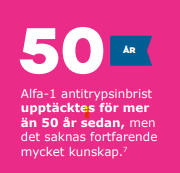 50 ÅR
Alfa-1 antitrypsinbrist
upptäcktes för mer
än 50 år sedan, men
det saknas fortfarande
mycket kunskap.⁷